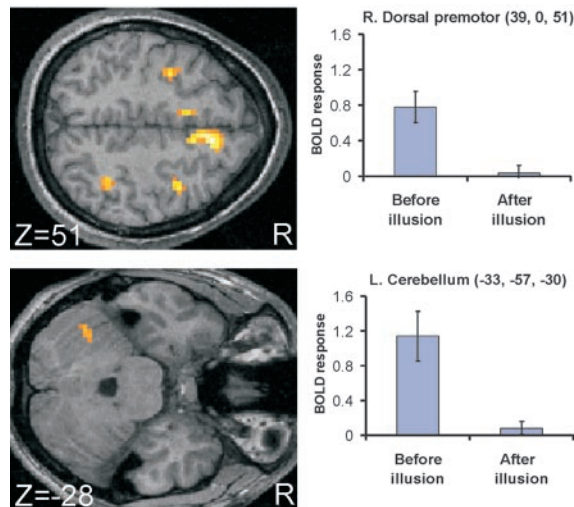 Z=51
R
R. Dorsal premotor (39, 0, 51)
BOLD response
1.6
1.2
0.8
0.4
0
Before illusion
After illusion
Z=-28
R
L. Cerebellum (-33, -57, -30)
BOLD response
1.6
1.2
0.8
0.4
0
Before illusion
After illusion